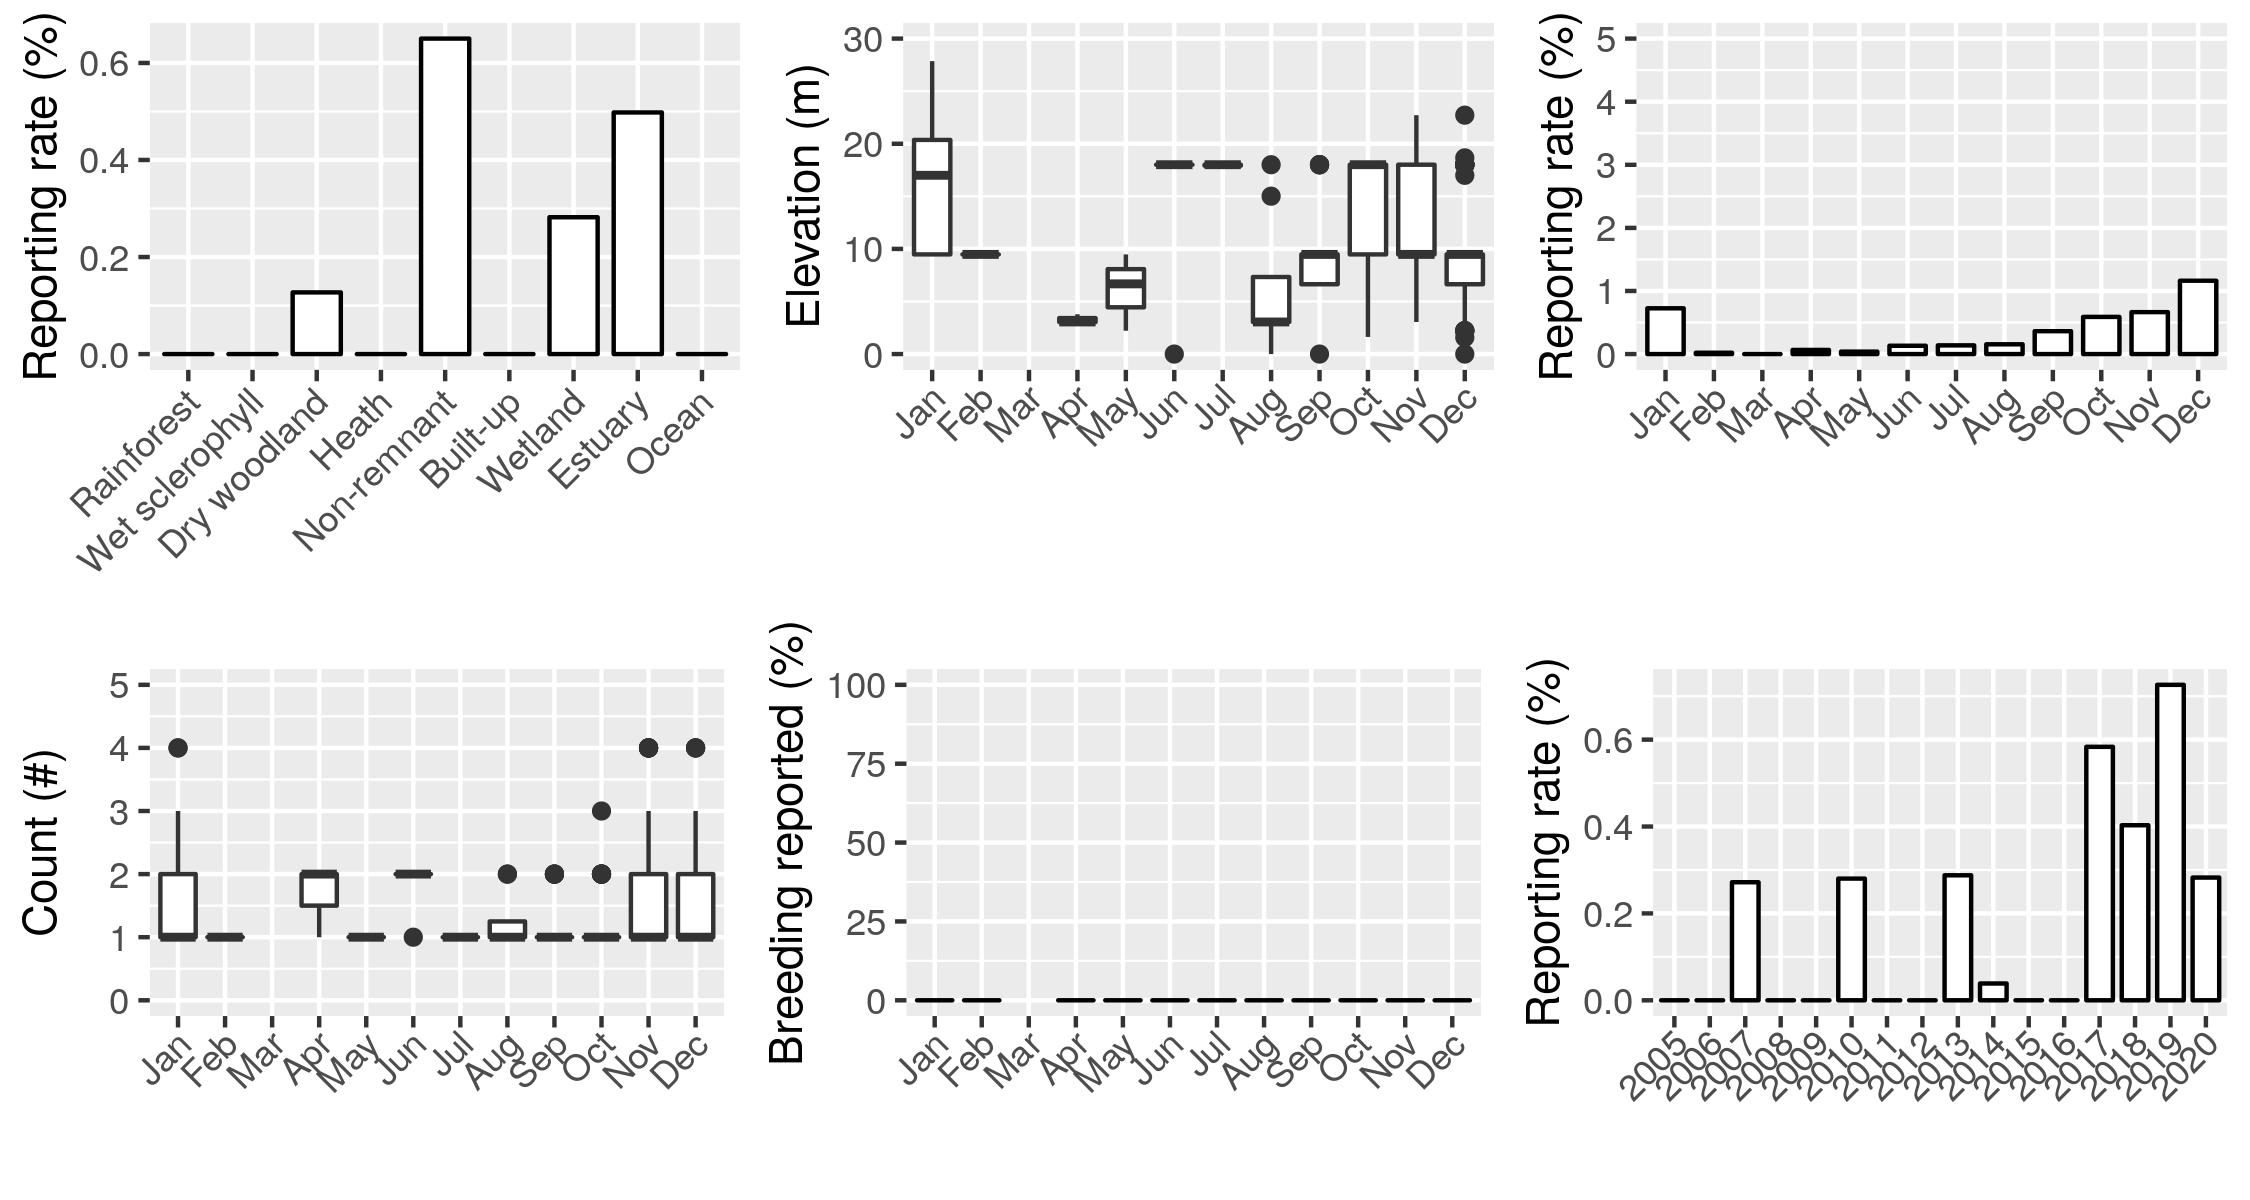 Reporting rate (%)
0.6
0.4
0.2
0.0
Rainforest
Wet sclerophyll
Dry woodland
Heath
Non-remnant
Built-up
Wetland
Estuary
Ocean
Elevation (m)
30
20
10
0
Jan
Feb
Mar
Apr
May
Jun
Jul
Aug
Sep
Oct
Nov
Dec
Reporting rate (%)
5
4
3
2
1
0
Jan
Feb
Mar
Apr
May
Jun
Jul
Aug
Sep
Oct
Nov
Dec
Count (#)
5
4
3
2
1
0
Jan
Feb
Mar
Apr
May
Jun
Jul
Aug
Sep
Oct
Nov
Dec
Breeding reported (%)
100
75
50
25
0
Jan
Feb
Mar
Apr
May
Jun
Jul
Aug
Sep
Oct
Nov
Dec
Reporting rate (%)
0.6
0.4
0.2
0.0
2005
2006
2007
2008
2009
2010
2011
2012
2013
2014
2015
2016
2017
2018
2019
2020